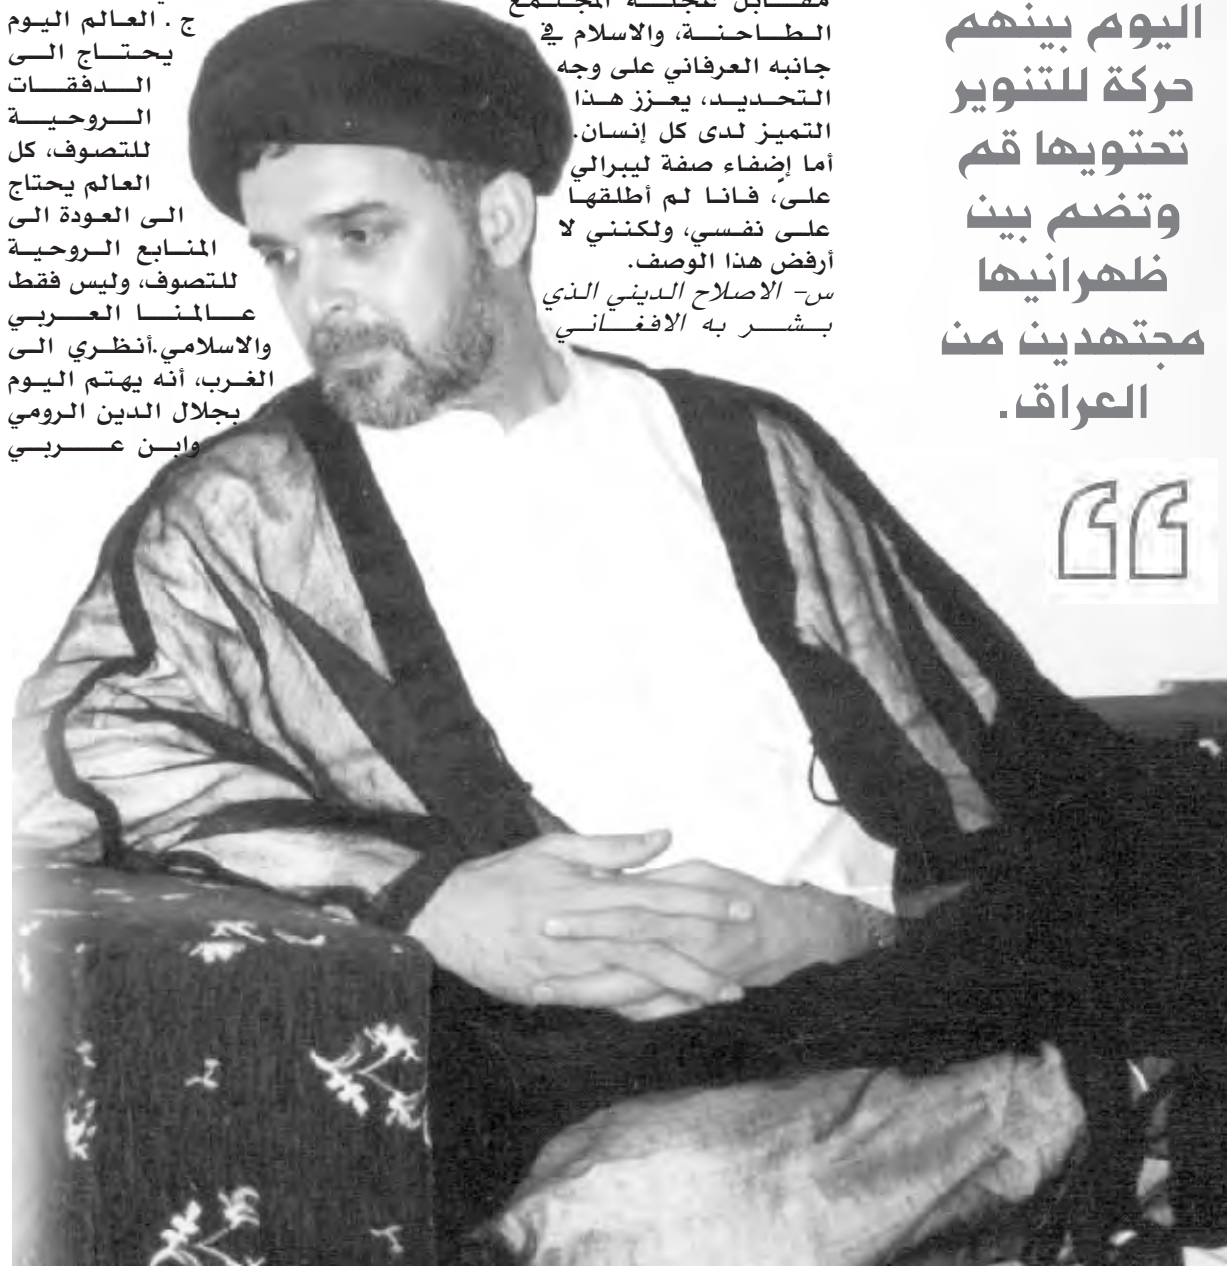 اليوم بينهم
حركة للتنوير
تحتويها قم
وتضم بين
ظهرانيها
مجتهدين من
العراق.
مقابل عجلة المجتمع
الطاحنة، والاسلام في
جانبه العرفاني على وجه
التحديد، يعزز هذا
التميز لدى كل إنسان.
أما إضفاء صفة ليبرالي
عليّ، فانا لم أطلقها
على نفسي، ولكنني لا
أرفض هذا الوصف.
س- الاصلاح الديني الذي
بشر به الافغاني
ج . العالم اليوم
يحتاج الى
الدفقات
الروحية
للتصوف، كل
العالم يحتاج
الى العودة الى
المنابع الروحية
للتصوف، وليس فقط
عالمنا العربي
والاسلامي.أنظري الى
الغرب، أنه يهتم اليوم
بجلال الدين الرومي
وابن عربي